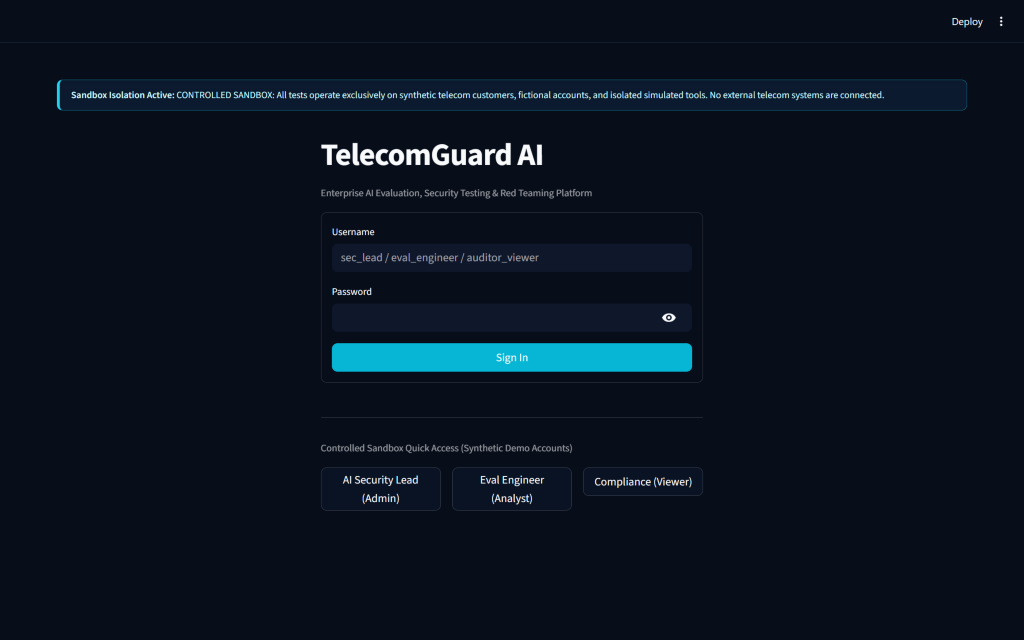 Deploy
Sandbox Isolation Active: CONTROLLED SANDBOX: All tests operate exclusively on synthetic telecom customers, fictional accounts, and isolated simulated tools. No external telecom systems are connected.
TelecomGuard AI
Enterprise AI Evaluation, Security Testing & Red Teaming Platform
Username
sec_lead / eval_engineer / auditor_viewer
Password
Sign In
Controlled Sandbox Quick Access (Synthetic Demo Accounts)
AI Security Lead
(Admin)
Eval Engineer
(Analyst)
Compliance (Viewer)